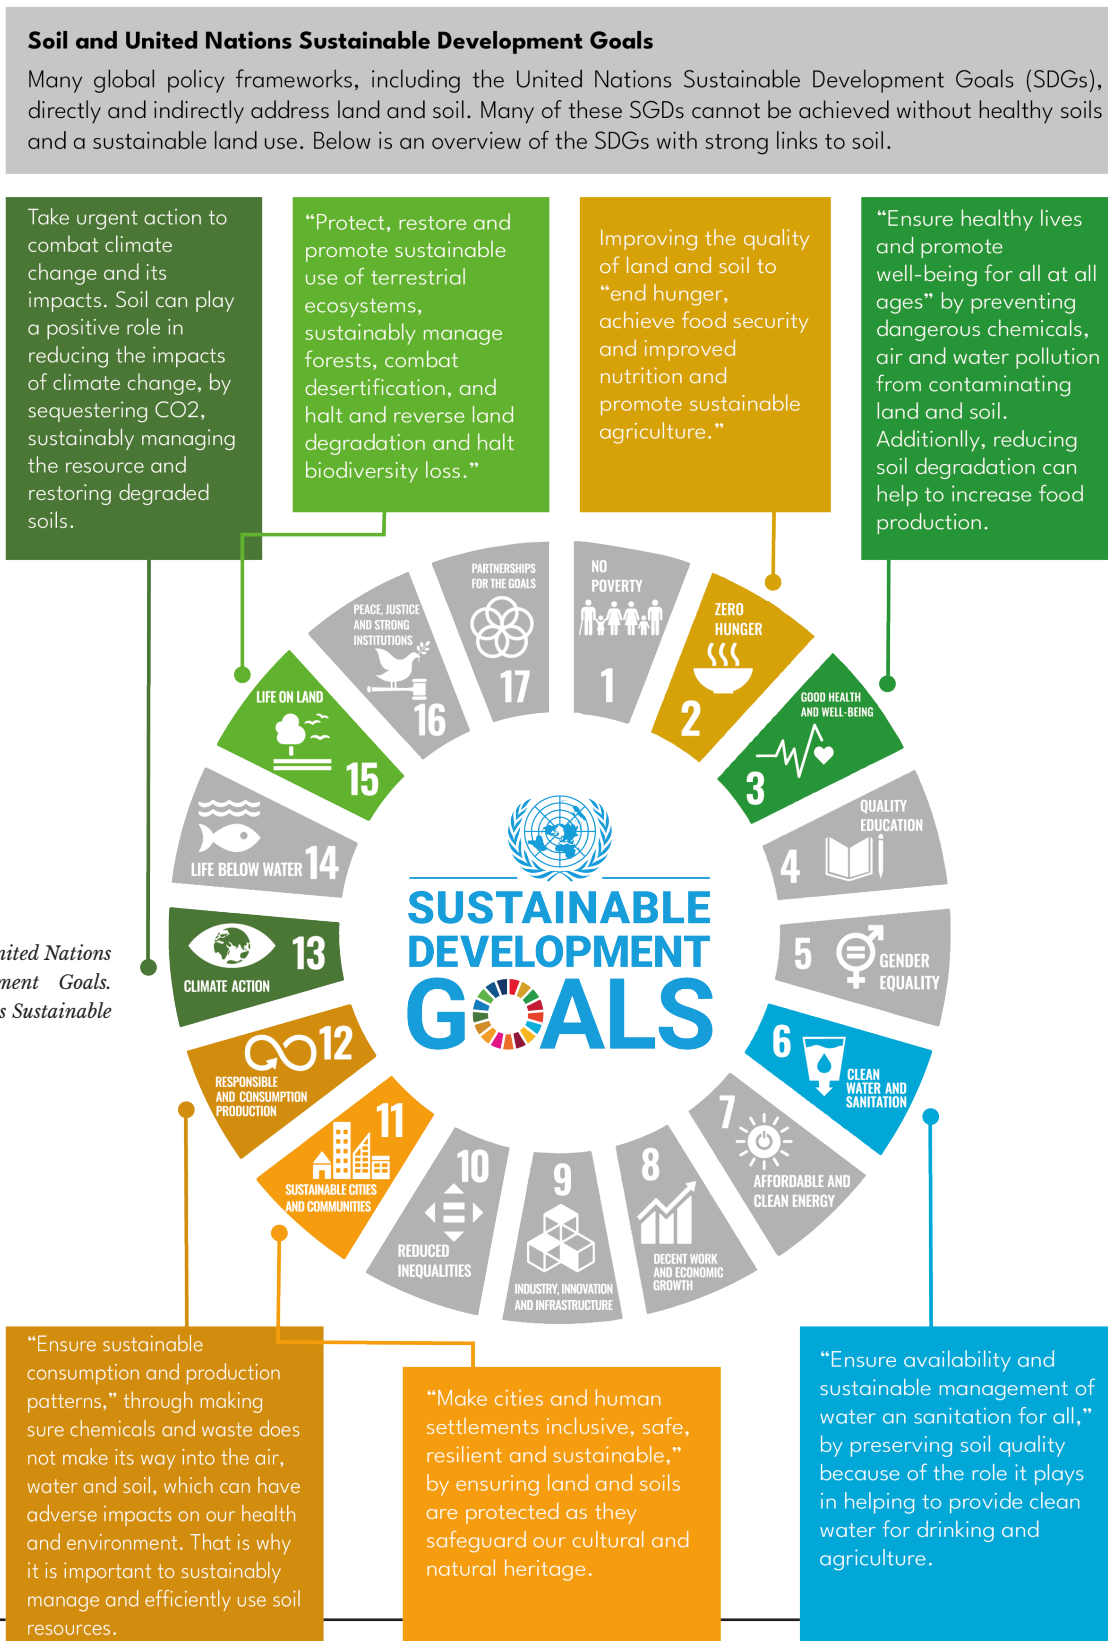 Soil and United Nations Sustainable Development Goals
Many global policy frameworks, including the United Nations Sustainable Development Goals (SDGs),
directly and indirectly address land and soil. Many of these SGDs cannot be achieved without healthy soils
and a sustainable land use. Below is an overview of the SDGs with strong links to soil.
Take urgent action to
combat climate
change and its
impacts. Soil can play
a positive role in
reducing the impacts
of climate change, by
sequestering CO2,
sustainably managing
the resource and
restoring degraded
soils.
“Protect, restore and
promote sustainable
use of terrestrial
ecosystems,
sustainably manage
forests, combat
desertification, and
halt and reverse land
degradation and halt
biodiversity loss.”
Improving the quality
of land and soil to
“end hunger,
achieve food security
and improved
nutrition and
promote sustainable
agriculture.”
“Ensure healthy lives
and promote
well-being for all at all
ages” by preventing
dangerous chemicals,
air and water pollution
from contaminating
land and soil.
Additionlly, reducing
soil degradation can
help to increase food
production.
NO
POVERTY
1
ZERO
HUNGER
2
GOOD HEALTH
AND WELL-BEING
3
QUALITY
EDUCATION
4
5
GENDER
EQUALITY
6
CLEAN
WATER AND
SANITATION
7
AFFORDABLE AND
CLEAN ENERGY
8
DECENT WORK
AND ECONOMIC
GROWTH
9
INDUSTRY, INNOVATION
AND INFRASTRUCTURE
10
REDUCED
INEQUALITIES
11
SUSTAINABLE CITIES
AND COMMUNITIES
12
RESPONSIBLE
AND CONSUMPTION
PRODUCTION
13
CLIMATE ACTION
LIFE BELOW WATER 14
LIFE ON LAND
15
PEACE, JUSTICE
AND STRONG
INSTITUTIONS
16
PARTNERSHIPS
FOR THE GOALS
17
SUSTAINABLE
DEVELOPMENT
GOALS
Nations
Goals.
Sustainable
“Ensure sustainable
consumption and production
patterns,” through making
sure chemicals and waste does
not make its way into the air,
water and soil, which can have
adverse impacts on our health
and environment. That is why
it is important to sustainably
manage and efficiently use soil
resources.
“Make cities and human
settlements inclusive, safe,
resilient and sustainable,”
by ensuring land and soils
are protected as they
safeguard our cultural and
natural heritage.
“Ensure availability and
sustainable management of
water an sanitation for all,”
by preserving soil quality
because of the role it plays
in helping to provide clean
water for drinking and
agriculture.